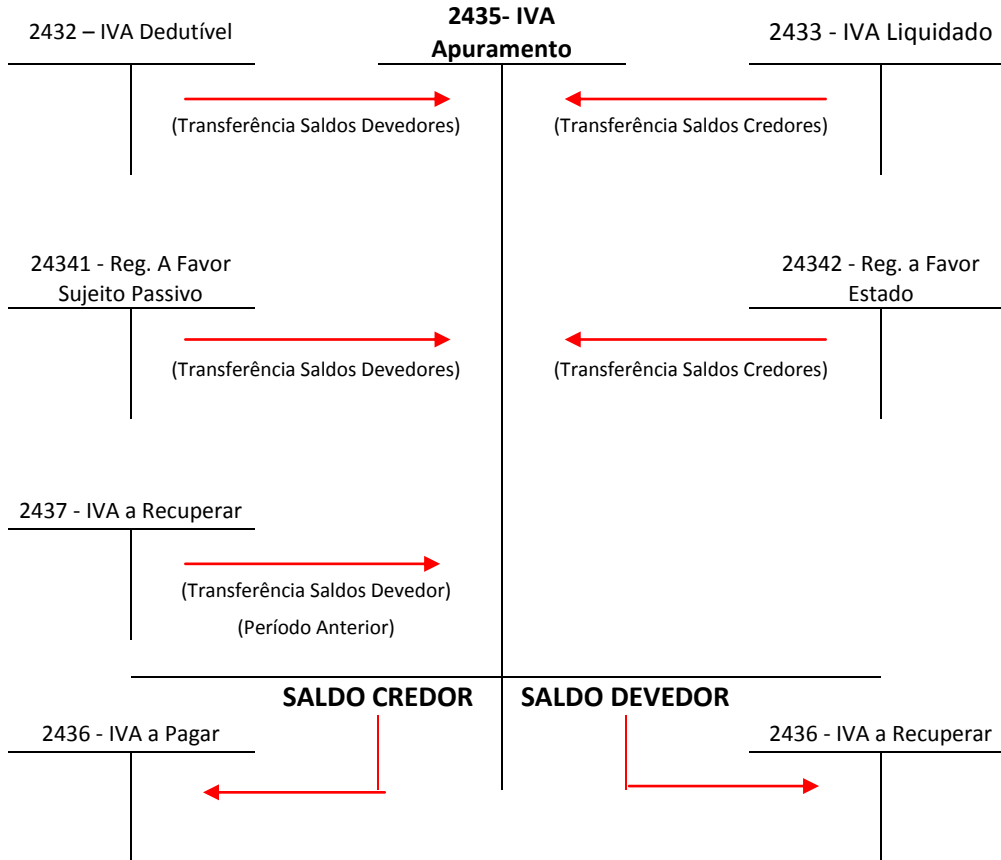 2432 – IVA Dedutível
2435- IVA
Apuramento
2433 - IVA Liquidado
(Transferência Saldos Devedores)
(Transferência Saldos Credores)
24341 - Reg. A Favor
Sujeito Passivo
24342 - Reg. a Favor
Estado
(Transferência Saldos Devedores)
(Transferência Saldos Credores)
2437 - IVA a Recuperar
(Transferência Saldos Devedor)
(Período Anterior)
SALDO CREDOR
SALDO DEVEDOR
2436 - IVA a Pagar
2436 - IVA a Recuperar